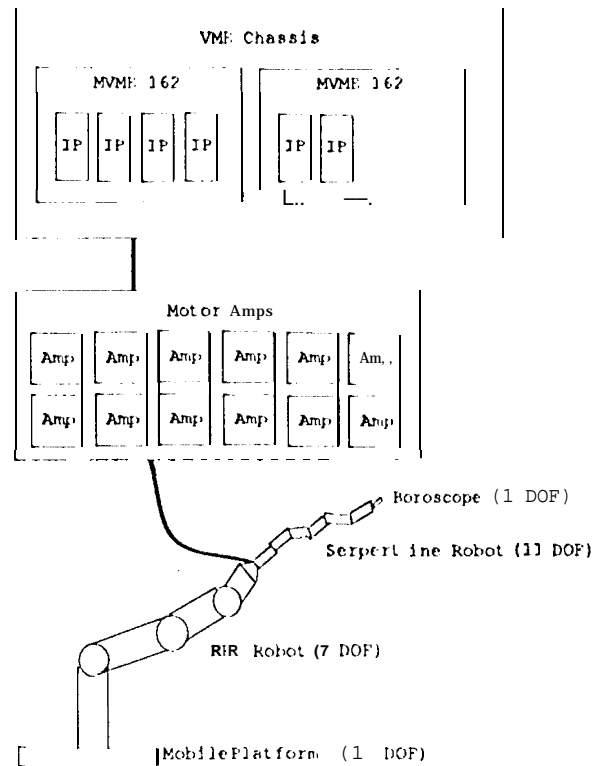 VME Chassis
MVME 162 MVME 162
IP IP IP IP IP IP
Motor Amps
Amp Amp Amp Amp Amp Am,,
Amp Amp Amp Amp Amp Amp
Boroscope (1 DOF)
Serpentine Robot (11 DOF)
RRR Robot (7 DOF)
MobilePlatform (1 DOF)